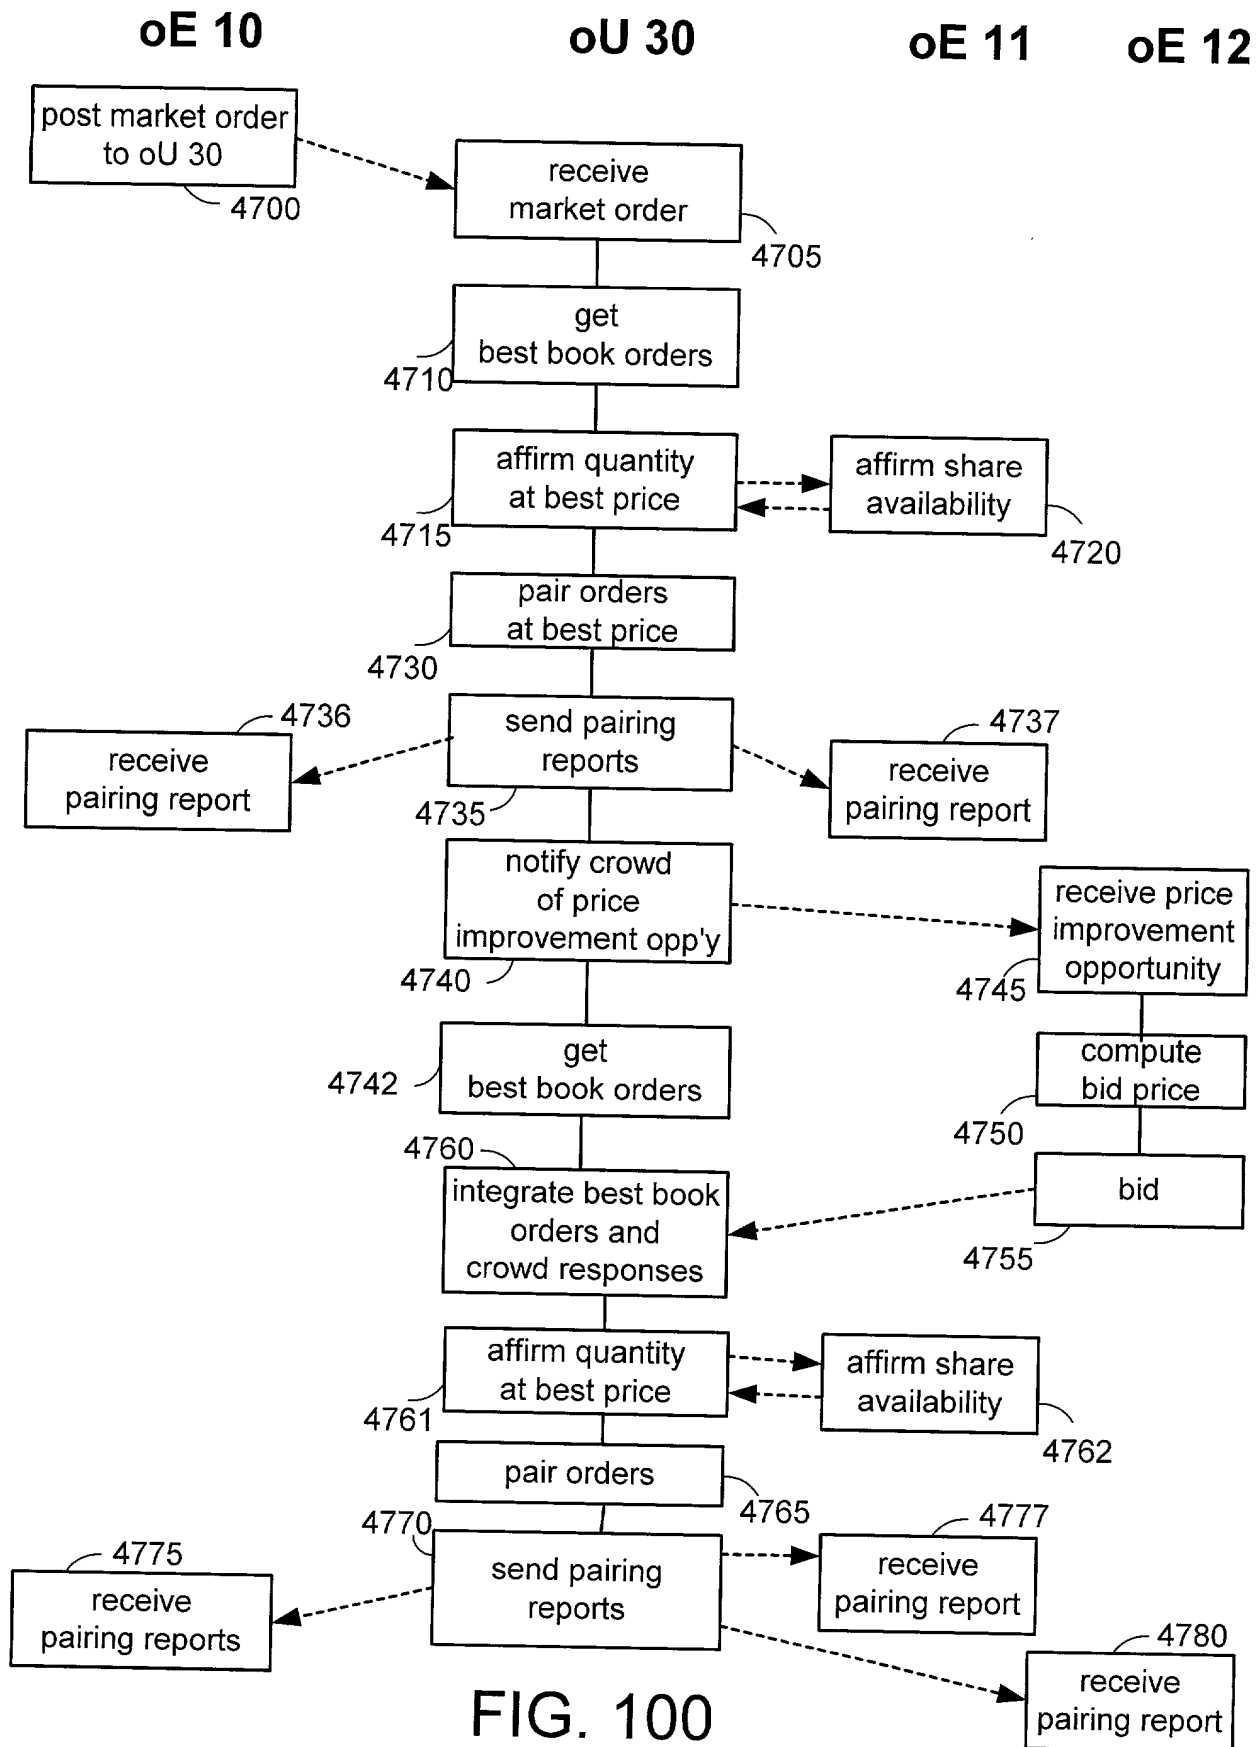 oE 10
oU 30
oE 11
oE 12
post market order
to oU 30
4700
receive
market order
4705
get
best book orders
4710
affirm quantity
at best price
4715
affirm share
availability
4720
pair orders
at best price
4730
4736
receive
pairing report
send pairing
reports
4735
4737
receive
pairing report
notify crowd
of price
improvement opp'y
4740
receive price
improvement
opportunity
4745
get
best book orders
4742
compute
bid price
4750
4760
integrate best book
orders and
crowd responses
bid
4755
affirm quantity
at best price
4761
affirm share
availability
4762
pair orders
4765
4770
send pairing
reports
4777
receive
pairing report
4775
receive
pairing reports
4780
receive
pairing report
FIG. 100